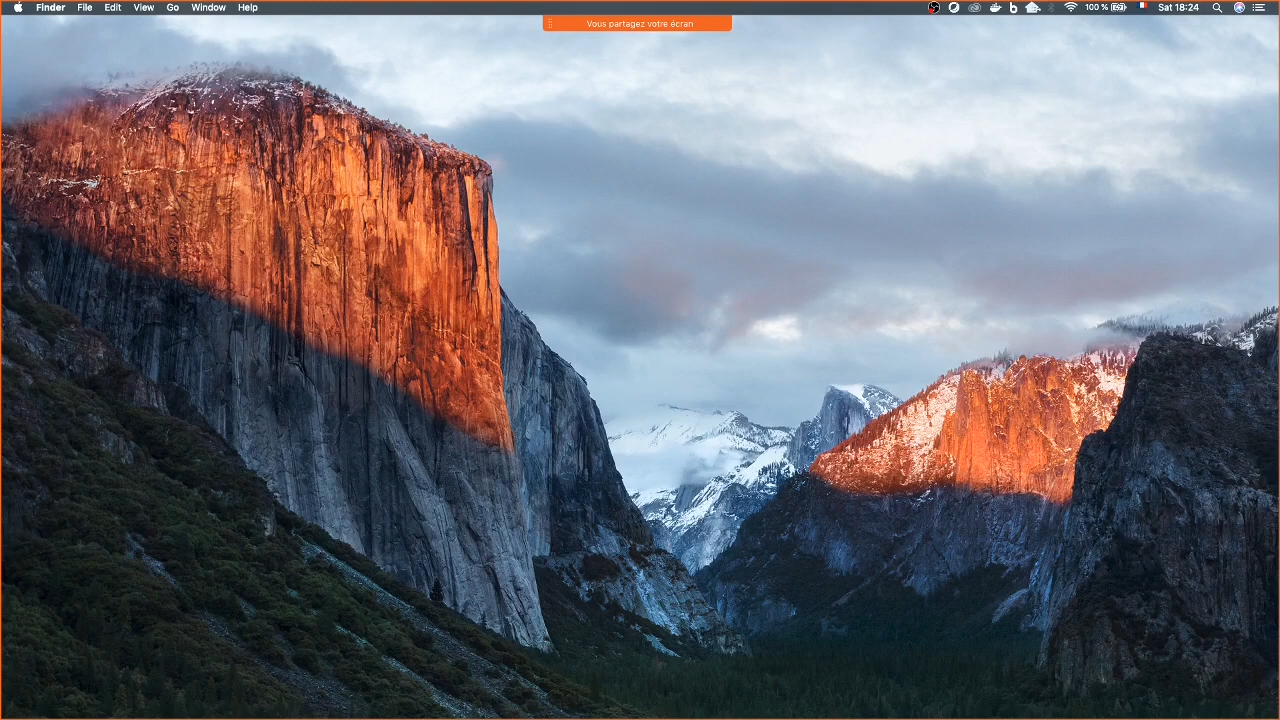 Finder File Edit View Go Window Help 100 % Sat 18:24
Vous partagez votre écran